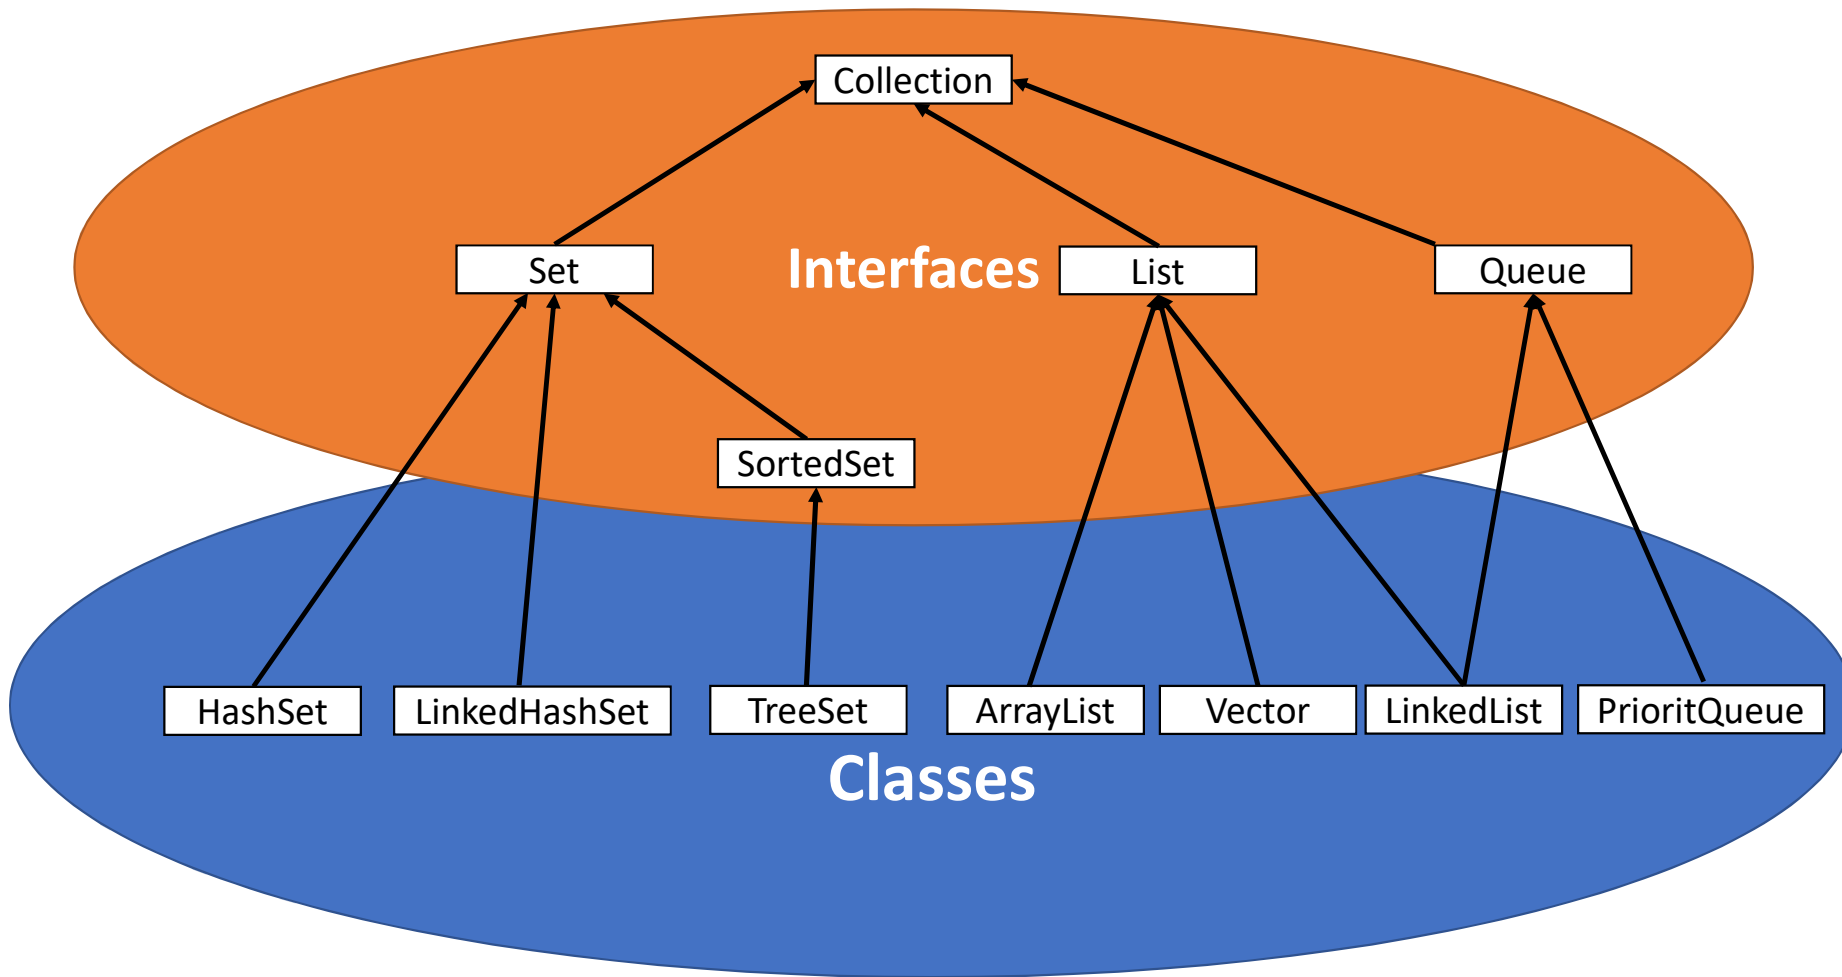 Collection
Set
Interfaces
List
Queue
SortedSet
HashSet
LinkedHashSet
TreeSet
ArrayList
Vector
LinkedList
PrioritQueue
Classes